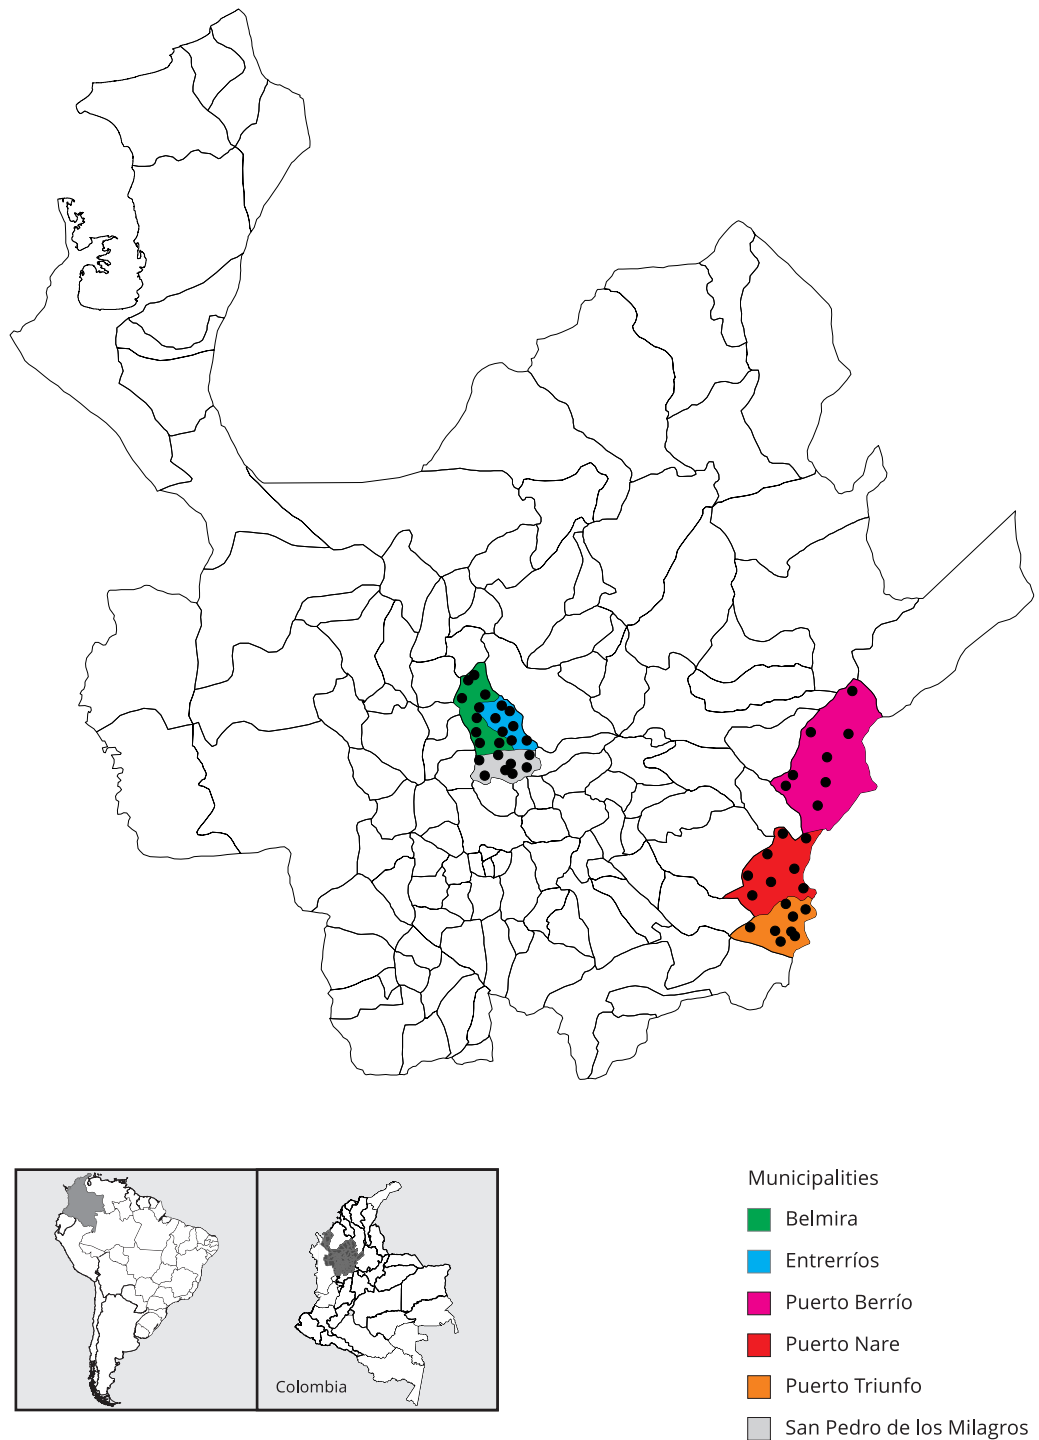 Municipalities
Belmira
Entrerríos
Puerto Berrío
Puerto Nare
Puerto Triunfo
San Pedro de los Milagros
Colombia